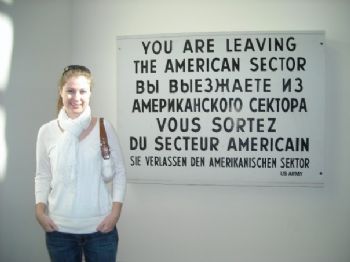 YOU ARE LEAVING
THE AMERICAN SECTOR
ВЫ ВЫЕЗЖАЕТЕ ИЗ
АМЕРИКАНСКОГО СЕКТОРА
VOUS SORTEZ
DU SECTEUR AMERICAIN
SIE VERLASSEN DEN AMERIKANISCHEN SEKTOR
US ARMY